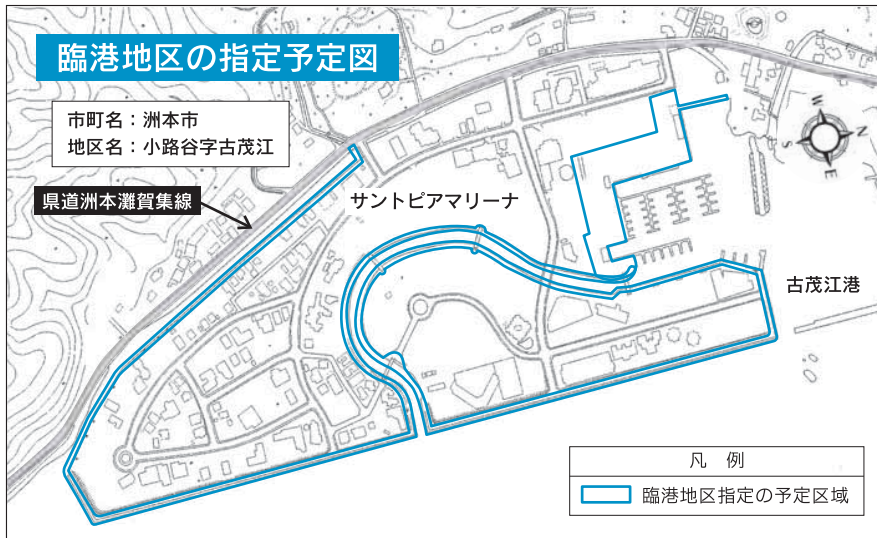 臨港地区の指定予定図
市町名：洲本市
地区名：小路谷字古茂江
県道洲本灘賀集線
サントピアマリーナ
W
N
S
E
古茂江港
凡 例
臨港地区指定の予定区域